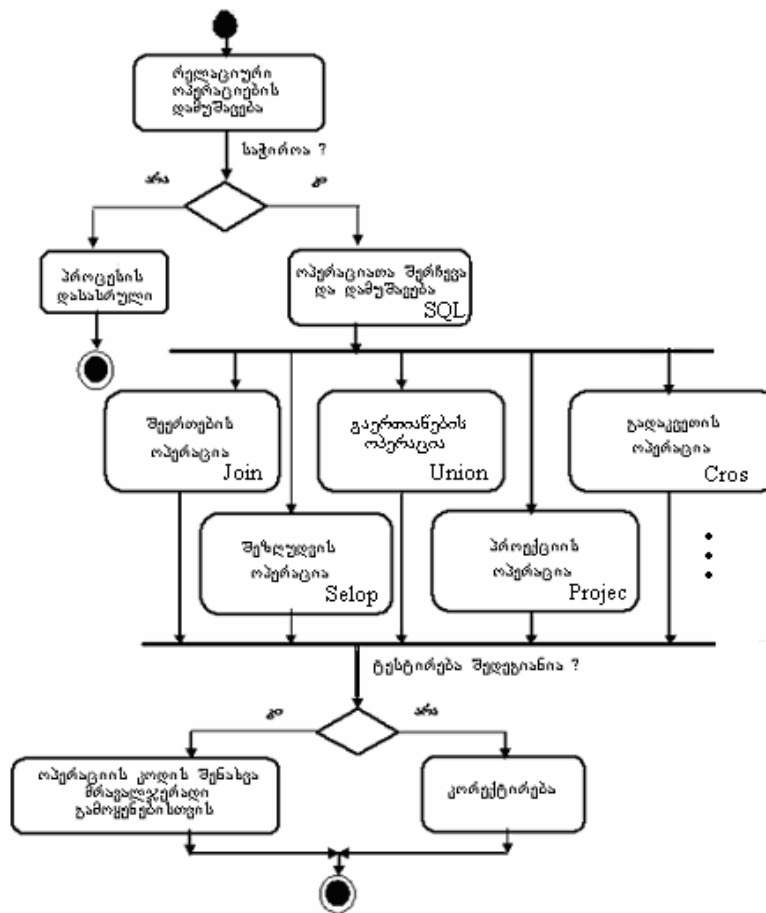 რელაციური
ოპერაციების
დამუშავება
საჭიროა ?
არა
კი
პროცესის
დასასრული
ოპერაციათა შერჩევა
და დამუშავება
SQL
შეერთების
ოპერაცია
Join
გაერთიანების
ოპერაცია
Union
გადაკვეთის
ოპერაცია
Cros
შეზღუდვის
ოპერაცია
Selop
პროექციის
ოპერაცია
Projec
ტესტირება შედეგიანია ?
კი
არა
ოპერაციის კოდის შენახვა
მრავალჯერადი
გამოყენებისთვის
კორექტირება